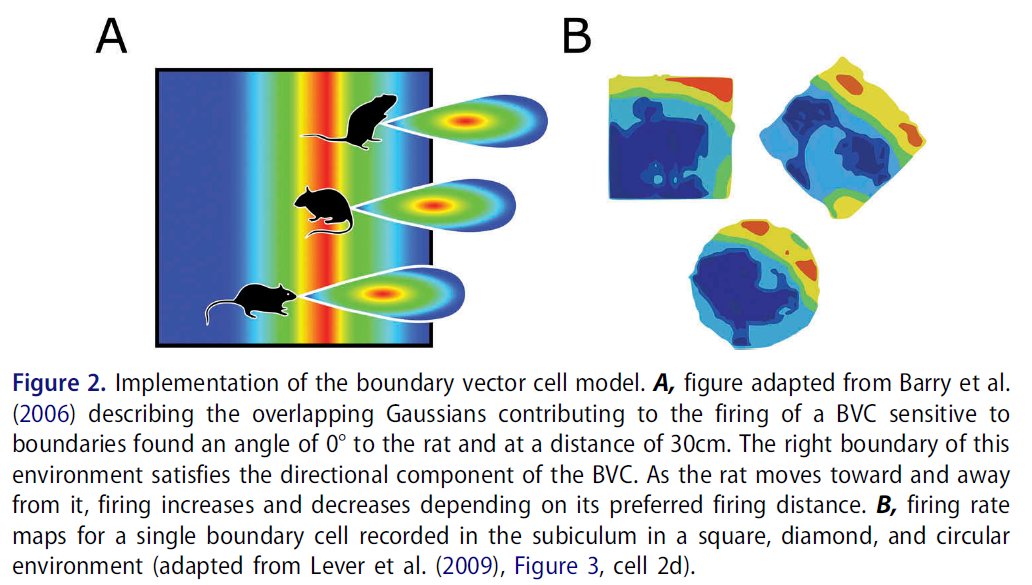 A
B
Figure 2. Implementation of the boundary vector cell model. A, figure adapted from Barry et al.
(2006) describing the overlapping Gaussians contributing to the firing of a BVC sensitive to
boundaries found an angle of 0° to the rat and at a distance of 30cm. The right boundary of this
environment satisfies the directional component of the BVC. As the rat moves toward and away
from it, firing increases and decreases depending on its preferred firing distance. B, firing rate
maps for a single boundary cell recorded in the subiculum in a square, diamond, and circular
environment (adapted from Lever et al. (2009), Figure 3, cell 2d).